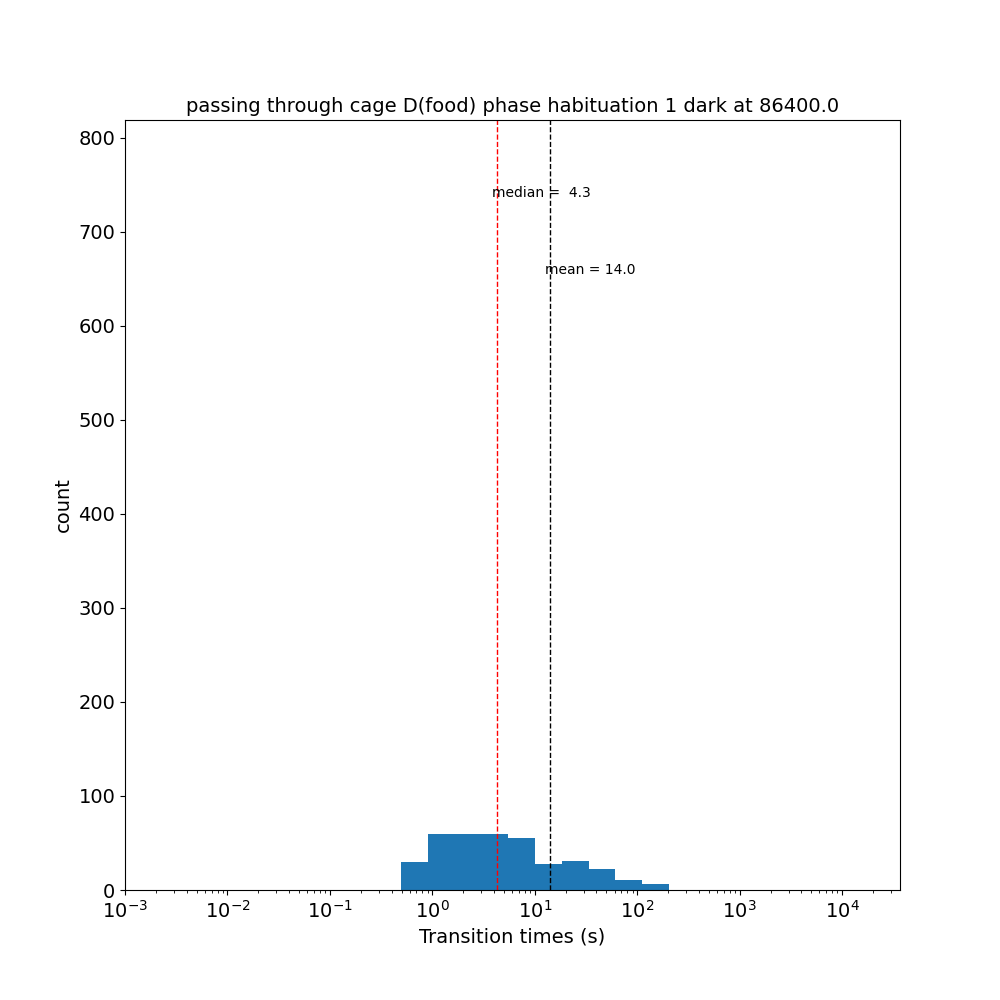 passing through cage D(food) phase habituation 1 dark at 86400.0
800
median =  4.3
700
mean = 14.0
600
500
400
count
300
200
100
0
10⁻³ 10⁻² 10⁻¹ 10⁰ 10¹ 10² 10³ 10⁴
Transition times (s)